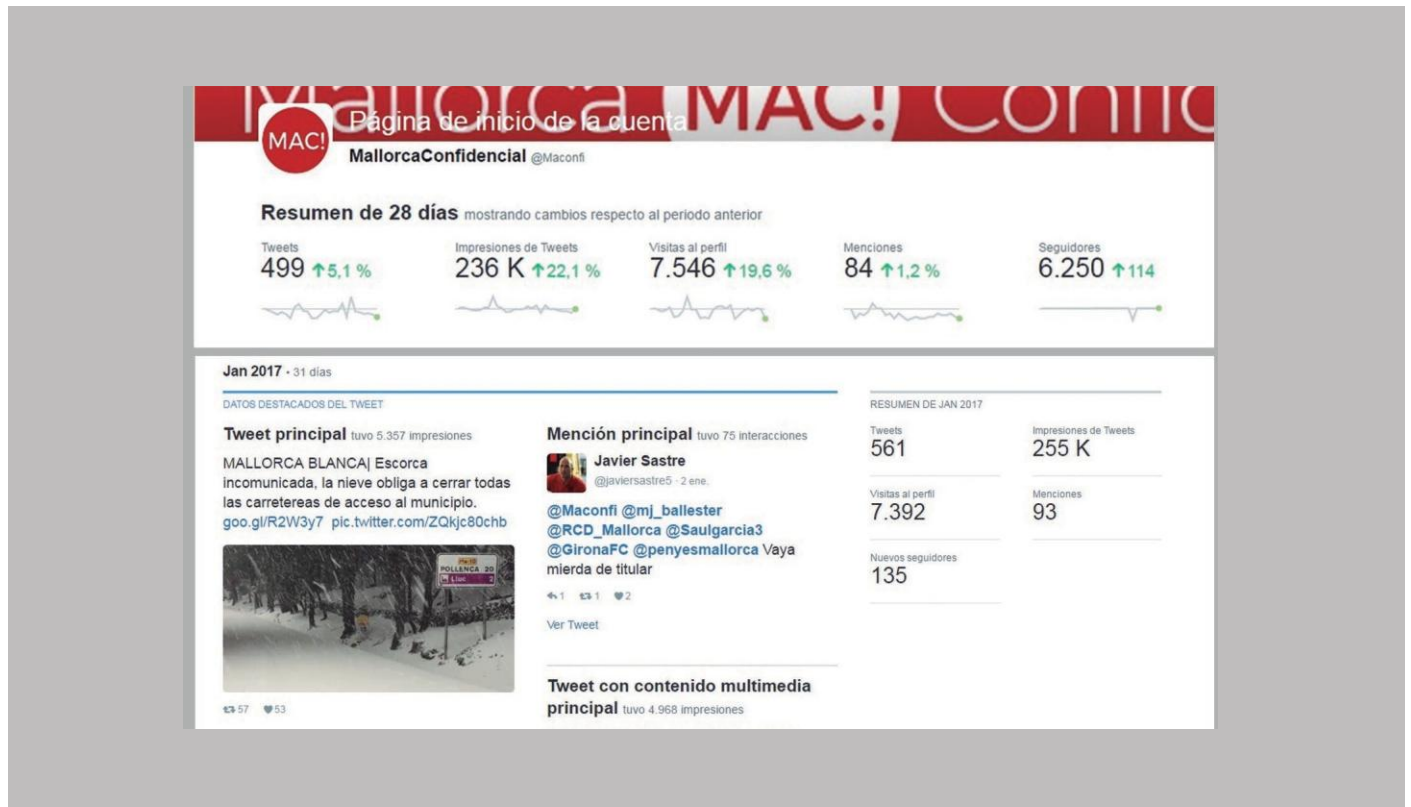 Mallorca MAC! Confid
MAC!
Página de inicio de la cuenta
MallorcaConfidencial @Maconfi
Resumen de 28 días mostrando cambios respecto al periodo anterior
Tweets Impresiones de Tweets Visitas al perfil Menciones Seguidores
499 ↑5,1 % 236 K ↑22,1 % 7.546 ↑19,6 % 84 ↑1,2 % 6.250 ↑114
Jan 2017 • 31 días
DATOS DESTACADOS DEL TWEET
Tweet principal tuvo 5.357 impresiones
MALLORCA BLANCA| Escorca
incomunicada, la nieve obliga a cerrar todas
las carretereas de acceso al municipio.
goo.gl/R2W3y7 pic.twitter.com/ZQkjc80chb
POLLENÇA 20
Lluc 2
57 53
Mención principal tuvo 75 interacciones
Javier Sastre
@javiersastre5 · 2 ene.
@Maconfi @mj_ballester
@RCD_Mallorca @Saulgarcia3
@GironaFC @penyesmallorca Vaya
mierda de titular
1 1 2
Ver Tweet
Tweet con contenido multimedia
principal tuvo 4.968 impresiones
RESUMEN DE JAN 2017
Tweets Impresiones de Tweets
561 255 K
Visitas al perfil Menciones
7.392 93
Nuevos seguidores
135